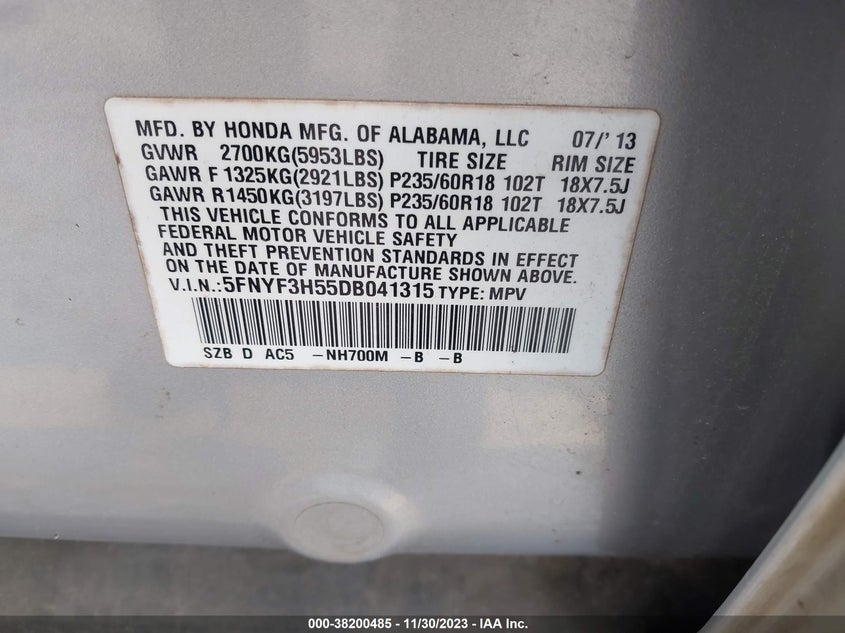 MFD. BY HONDA MFG. OF ALABAMA, LLC 07/' 13
GVWR 2700KG(5953LBS) TIRE SIZE RIM SIZE
GAWR F 1325KG(2921LBS) P235/60R18 102T 18X7.5J
GAWR R1450KG(3197LBS) P235/60R18 102T 18X7.5J
THIS VEHICLE CONFORMS TO ALL APPLICABLE
FEDERAL MOTOR VEHICLE SAFETY
AND THEFT PREVENTION STANDARDS IN EFFECT
ON THE DATE OF MANUFACTURE SHOWN ABOVE.
V.I.N.:5FNYF3H55DB041315 TYPE: MPV
SZB D AC5 -NH700M -B -B
000-38200485 - 11/30/2023 - IAA Inc.